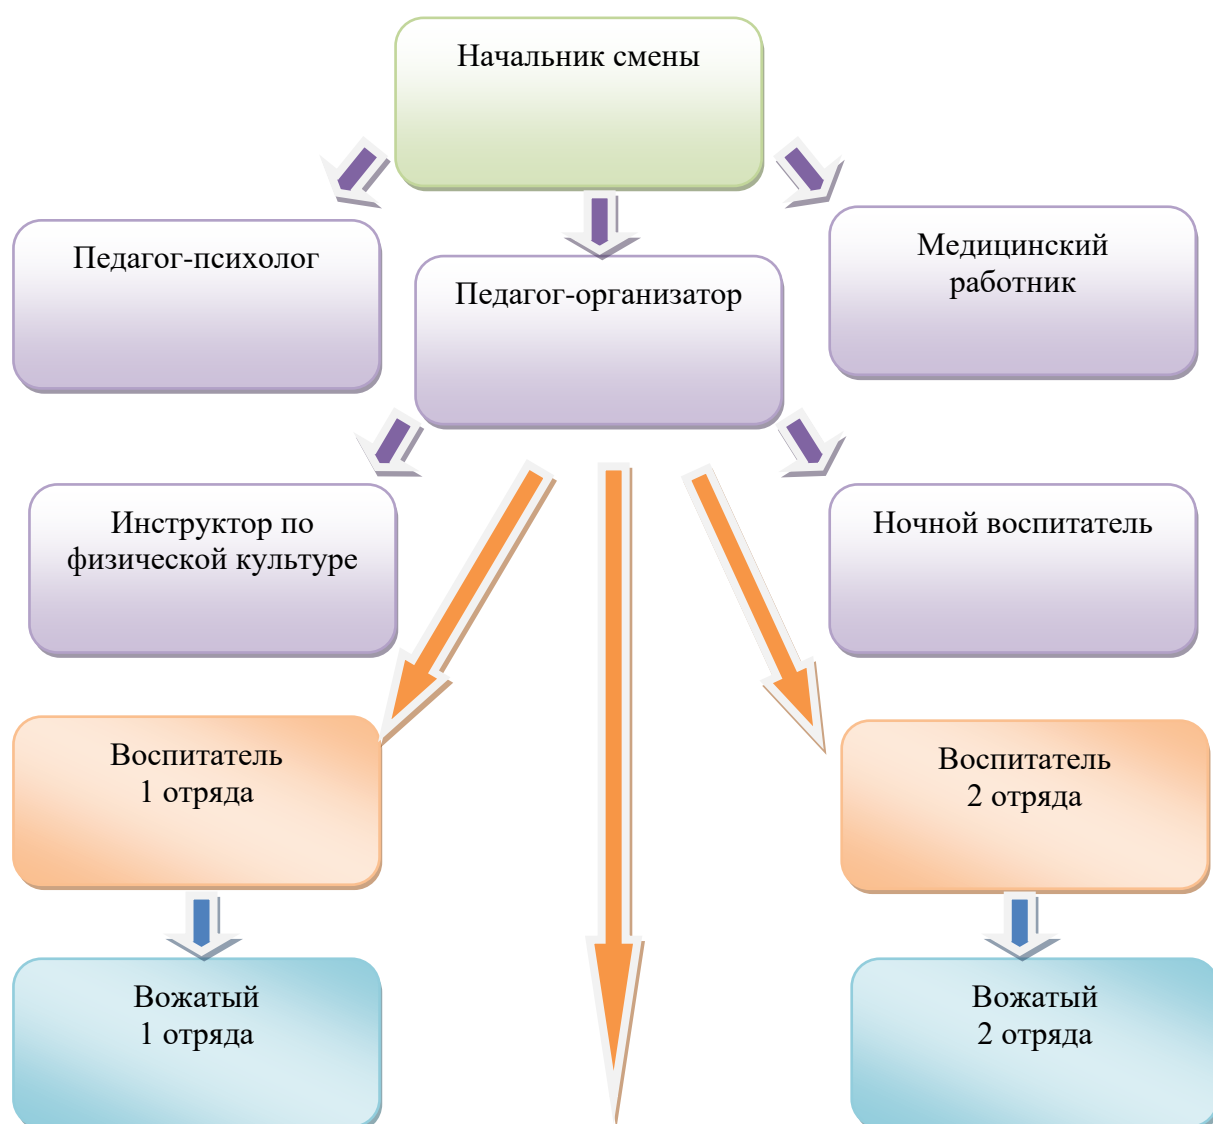 Начальник смены
Педагог-психолог
Педагог-организатор
Медицинский
работник
Инструктор по
физической культуре
Ночной воспитатель
Воспитатель
1 отряда
Воспитатель
2 отряда
Вожатый
1 отряда
Вожатый
2 отряда